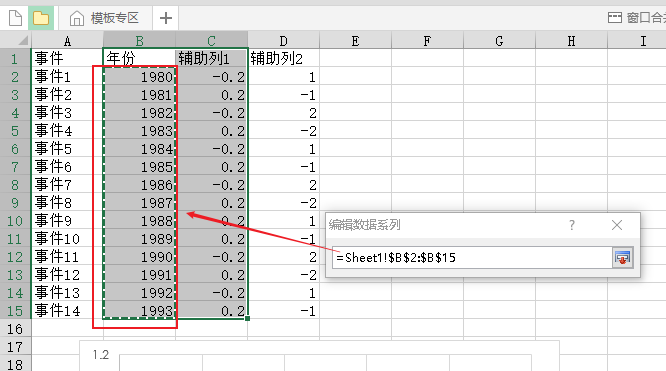 模板专区 + 窗口合并
A B C D E F G H I
1 事件 年份 辅助列1 辅助列2
2 事件1 1980 -0.2 1
3 事件2 1981 0.2 -1
4 事件3 1982 -0.2 2
5 事件4 1983 0.2 -2
6 事件5 1984 -0.2 1
7 事件6 1985 0.2 -1
8 事件7 1986 -0.2 2
9 事件8 1987 0.2 -2
10 事件9 1988 -0.2 1
编辑数据系列 ? ×
11 事件10 1989 0.2 -1
12 事件11 1990 -0.2 2
=Sheet1!$B$2:$B$15
13 事件12 1991 0.2 -2
14 事件13 1992 -0.2 1
15 事件14 1993 0.2 -1
16
17
1.2
18